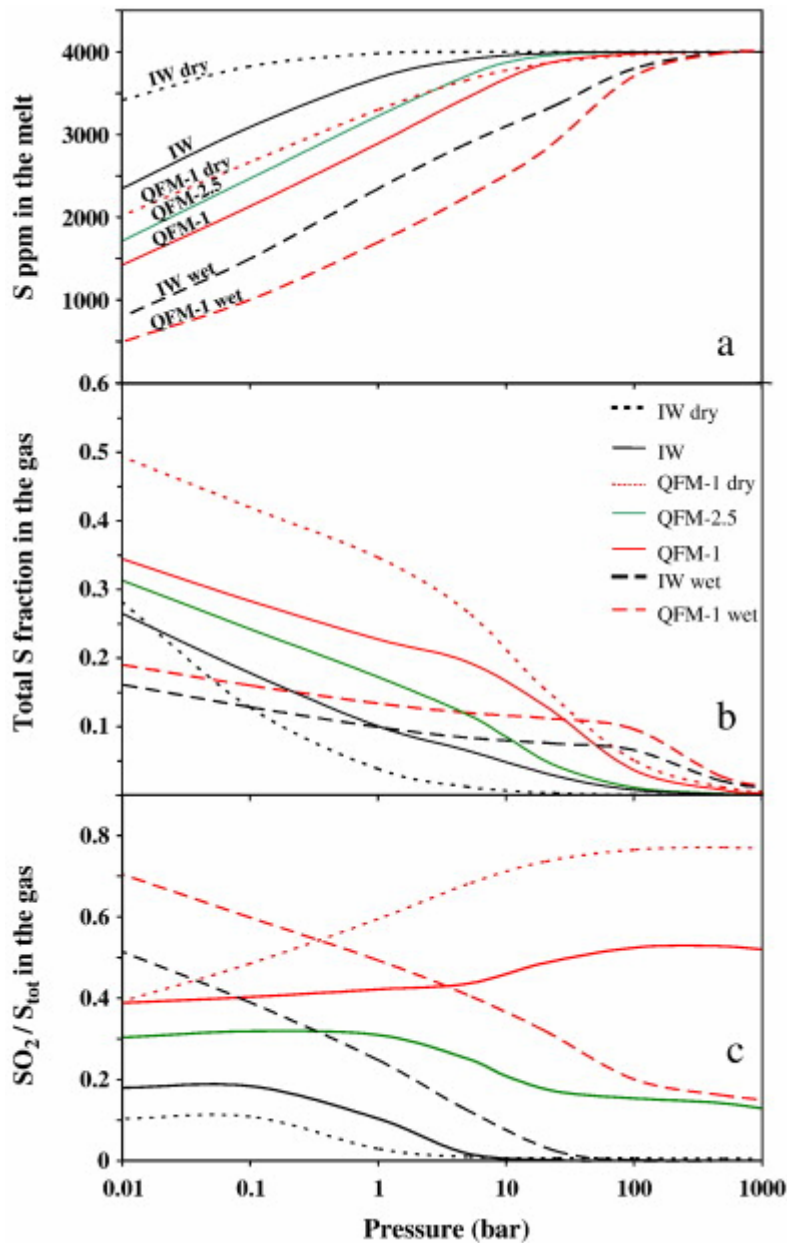 4000
3000
2000
1000
S ppm in the melt
IW dry
IW
QFM-1 dry
QFM-2.5
QFM-1
IW wet
QFM-1 wet
a
0.6
0.5
0.4
0.3
0.2
0.1
Total S fraction in the gas
IW dry
IW
QFM-1 dry
QFM-2.5
QFM-1
IW wet
QFM-1 wet
b
0.8
0.6
0.4
0.2
0
SO2 / Stot in the gas
c
0.01 0.1 1 10 100 1000
Pressure (bar)